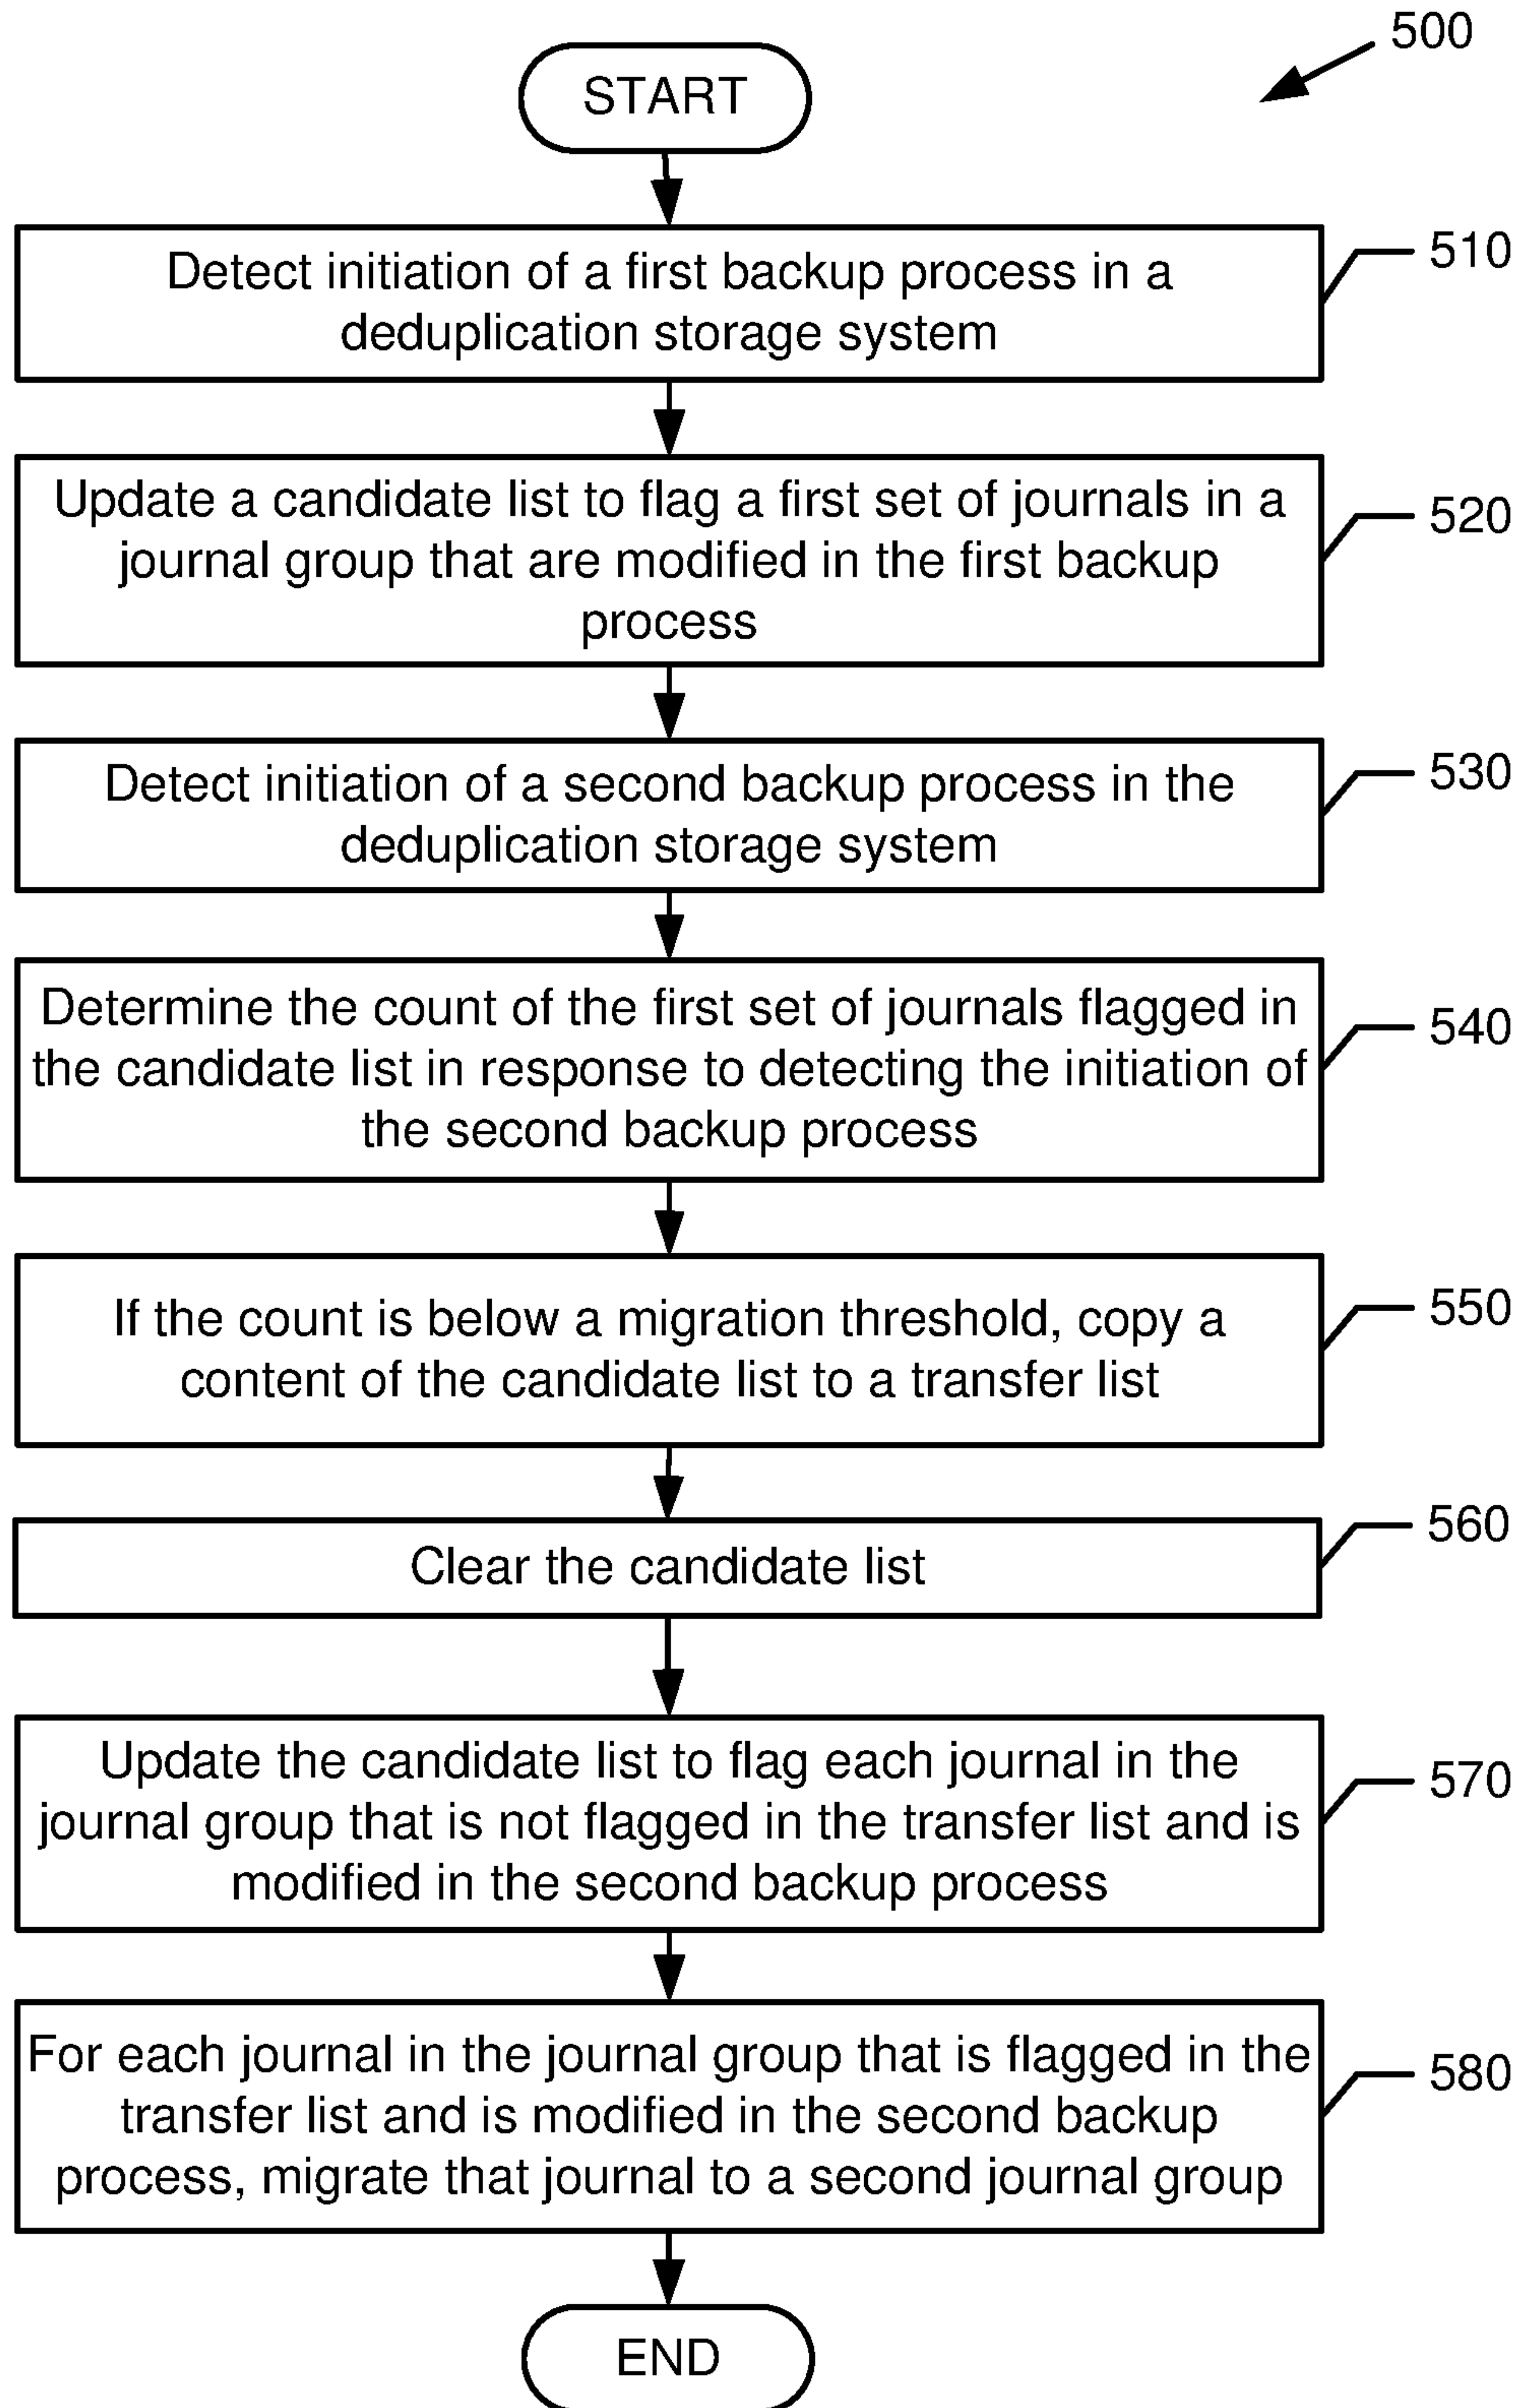 500
START
Detect initiation of a first backup process in a
deduplication storage system
510
Update a candidate list to flag a first set of journals in a
journal group that are modified in the first backup
process
520
Detect initiation of a second backup process in the
deduplication storage system
530
Determine the count of the first set of journals flagged in
the candidate list in response to detecting the initiation of
the second backup process
540
If the count is below a migration threshold, copy a
content of the candidate list to a transfer list
550
Clear the candidate list
560
Update the candidate list to flag each journal in the
journal group that is not flagged in the transfer list and is
modified in the second backup process
570
For each journal in the journal group that is flagged in the
transfer list and is modified in the second backup
process, migrate that journal to a second journal group
580
END